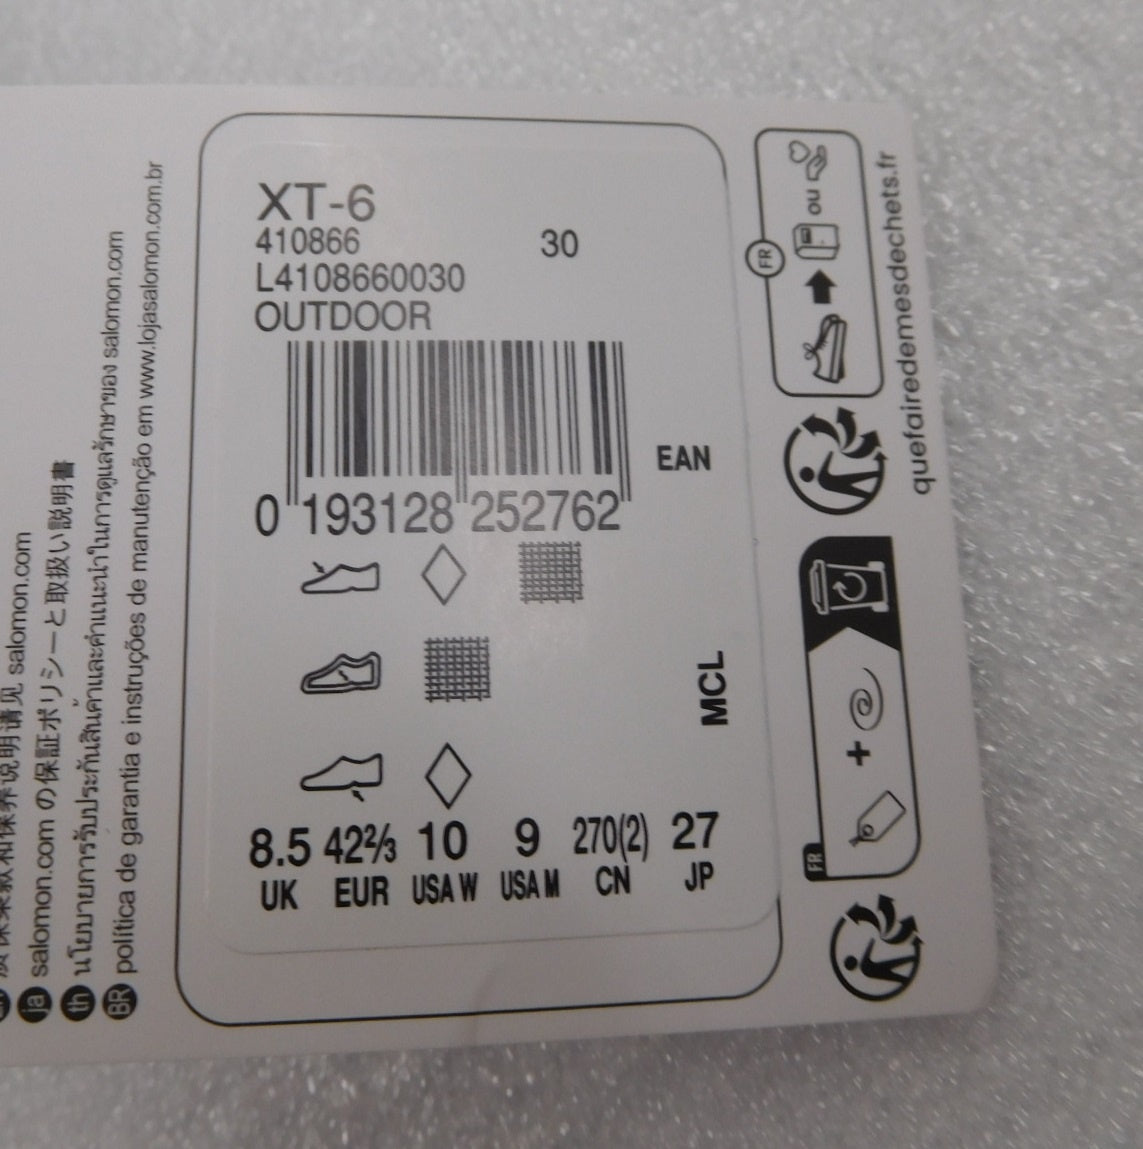 XT-6
410866 30
L4108660030
OUTDOOR
EAN
0 193128 252762
MCL
8.5 42⅔ 10 9 270(2) 27
UK EUR USA W USA M CN JP
salomon.com
ja salomon.com の保証ポリシーと取扱い説明書
th นโยบายการรับประกันสินค้าและคำแนะนำในการดูแลรักษาของ salomon.com
BR política de garantia e instruções de manutenção em www.lojasalomon.com.br
FR
ou
FR
+
quefairedemesdechets.fr